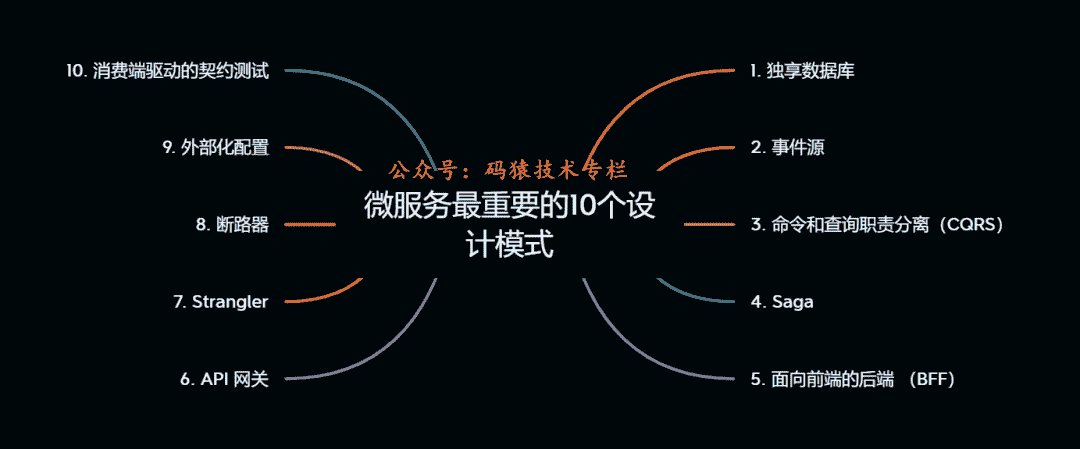 公众号：码猿技术专栏
微服务最重要的10个设
计模式
1. 独享数据库
2. 事件源
3. 命令和查询职责分离（CQRS）
4. Saga
5. 面向前端的后端 （BFF）
6. API 网关
7. Strangler
8. 断路器
9. 外部化配置
10. 消费端驱动的契约测试